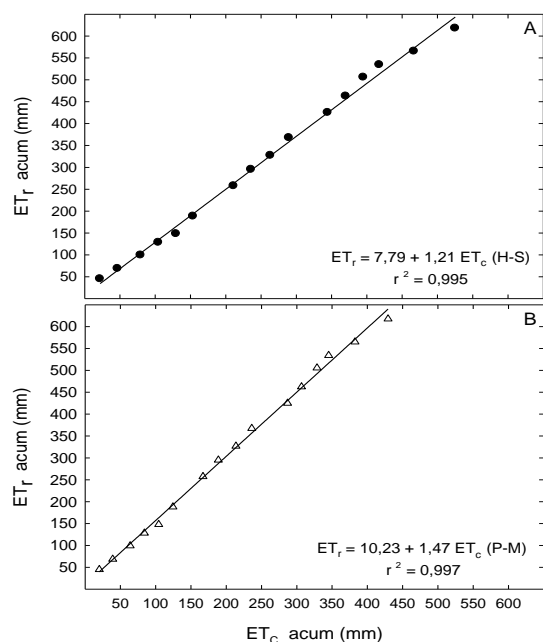 A
600
550
500
450
400
350
300
250
200
150
100
50
ETr acum (mm)
ETr = 7,79 + 1,21 ETc (H-S)
r² = 0,995
B
600
550
500
450
400
350
300
250
200
150
100
50
ETr acum (mm)
ETr = 10,23 + 1,47 ETc (P-M)
r² = 0,997
50 100 150 200 250 300 350 400 450 500 550 600
ETC acum (mm)